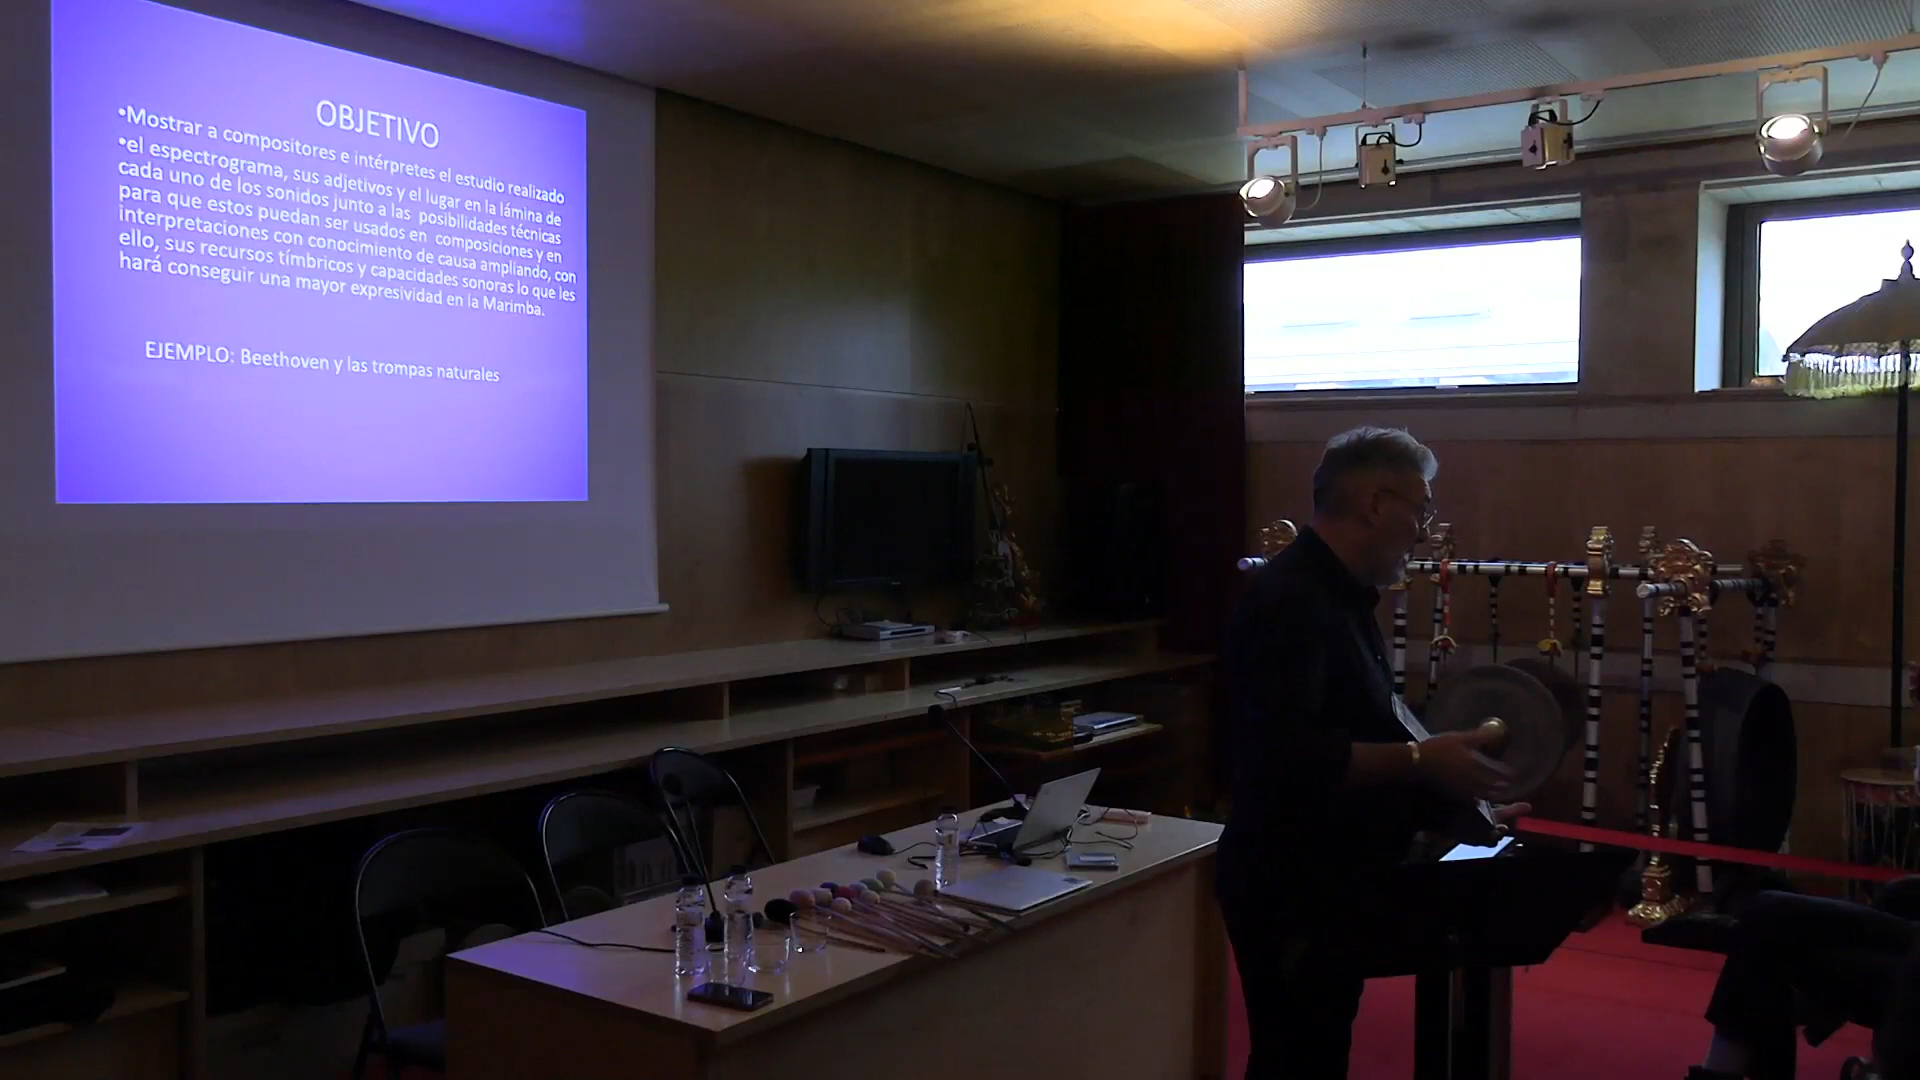 OBJETIVO
•Mostrar a compositores e intérpretes el estudio realizado
•el espectrograma, sus adjetivos y el lugar en la lámina de
cada uno de los sonidos junto a las posibilidades técnicas
para que estos puedan ser usados en composiciones y en
interpretaciones con conocimiento de causa ampliando, con
ello, sus recursos tímbricos y capacidades sonoras lo que les
hará conseguir una mayor expresividad en la Marimba.
EJEMPLO: Beethoven y las trompas naturales